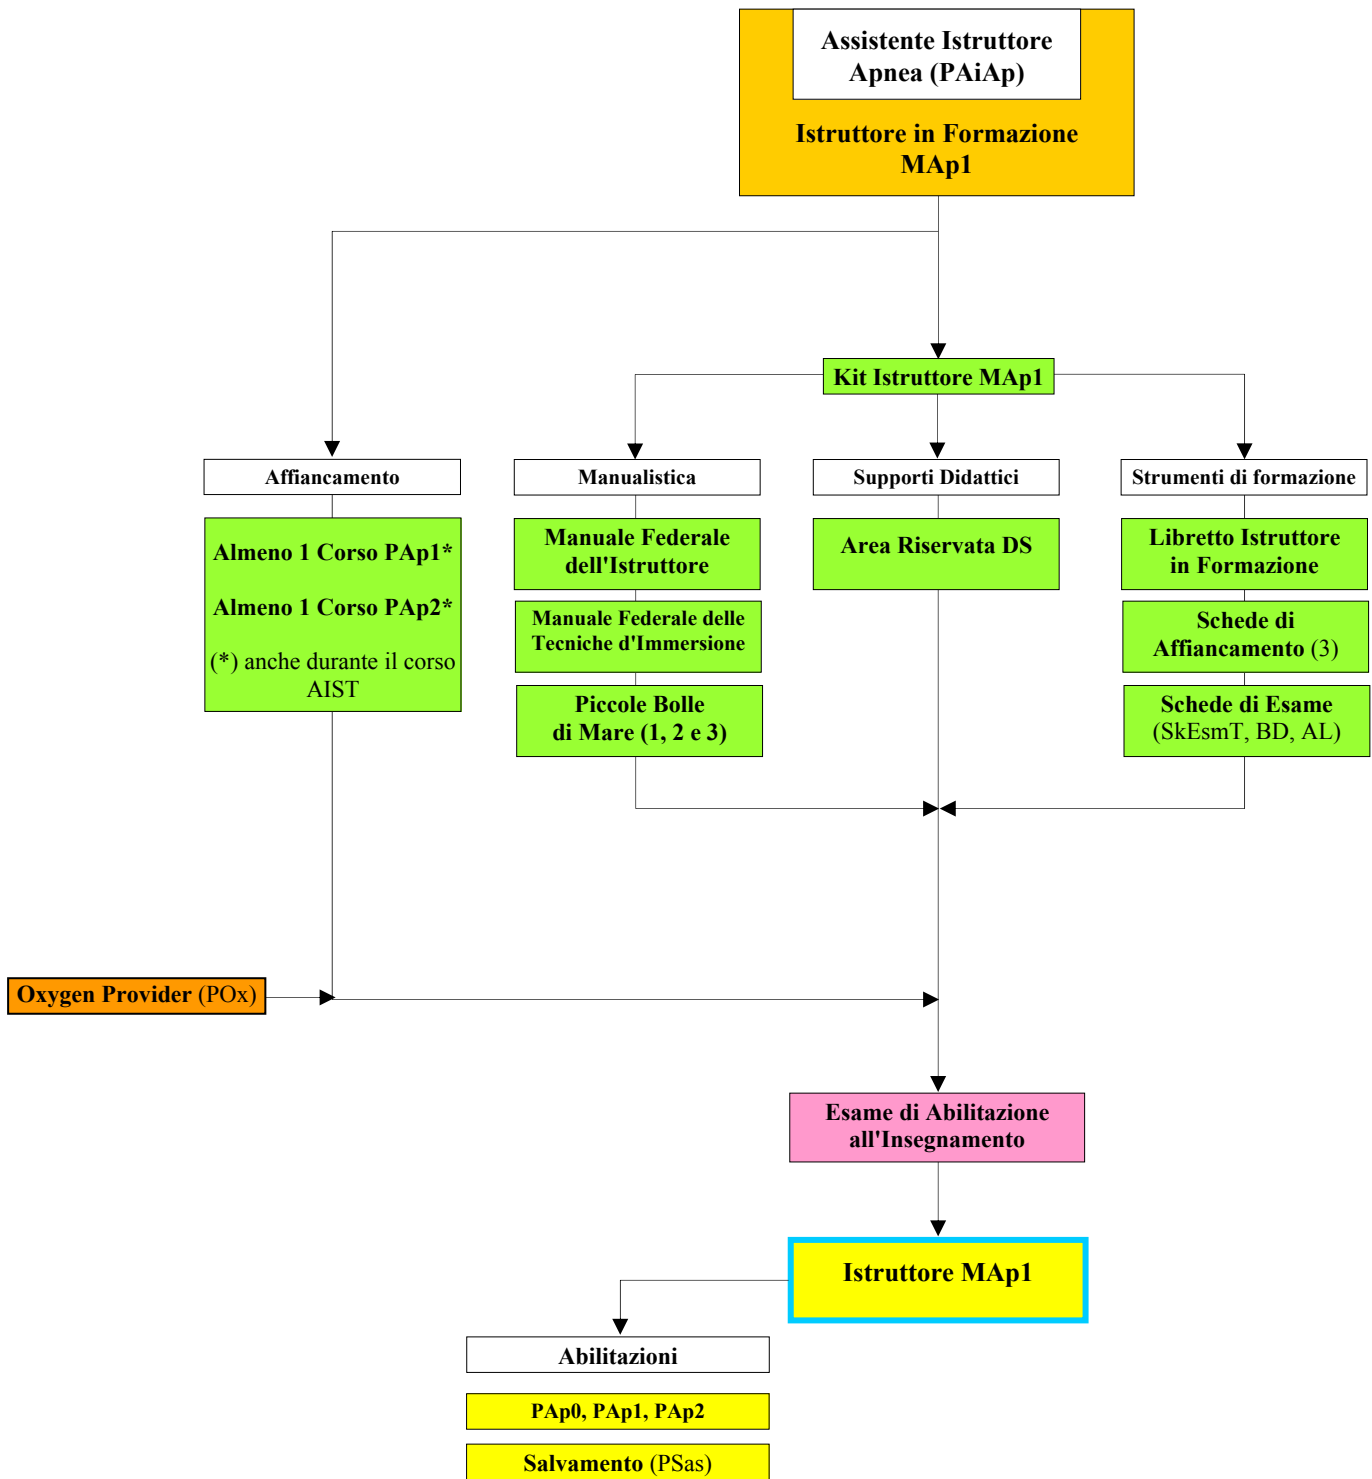 Assistente Istruttore
Apnea (PAiAp)
Istruttore in Formazione
MAp1
Kit Istruttore MAp1
Affiancamento
Manualistica
Supporti Didattici
Strumenti di formazione
Almeno 1 Corso PAp1*
Almeno 1 Corso PAp2*
(*) anche durante il corso
AIST
Manuale Federale
dell'Istruttore
Manuale Federale delle
Tecniche d'Immersione
Piccole Bolle
di Mare (1, 2 e 3)
Area Riservata DS
Libretto Istruttore
in Formazione
Schede di
Affiancamento (3)
Schede di Esame
(SkEsmT, BD, AL)
Oxygen Provider (POx)
Esame di Abilitazione
all'Insegnamento
Istruttore MAp1
Abilitazioni
PAp0, PAp1, PAp2
Salvamento (PSas)